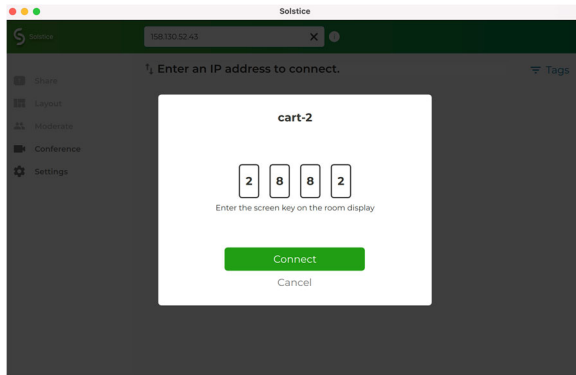 Solstice
Solstice
158.130.52.43
↑↓ Enter an IP address to connect.
Tags
Share
Layout
Moderate
Conference
Settings
cart-2
2 8 8 2
Enter the screen key on the room display
Connect
Cancel